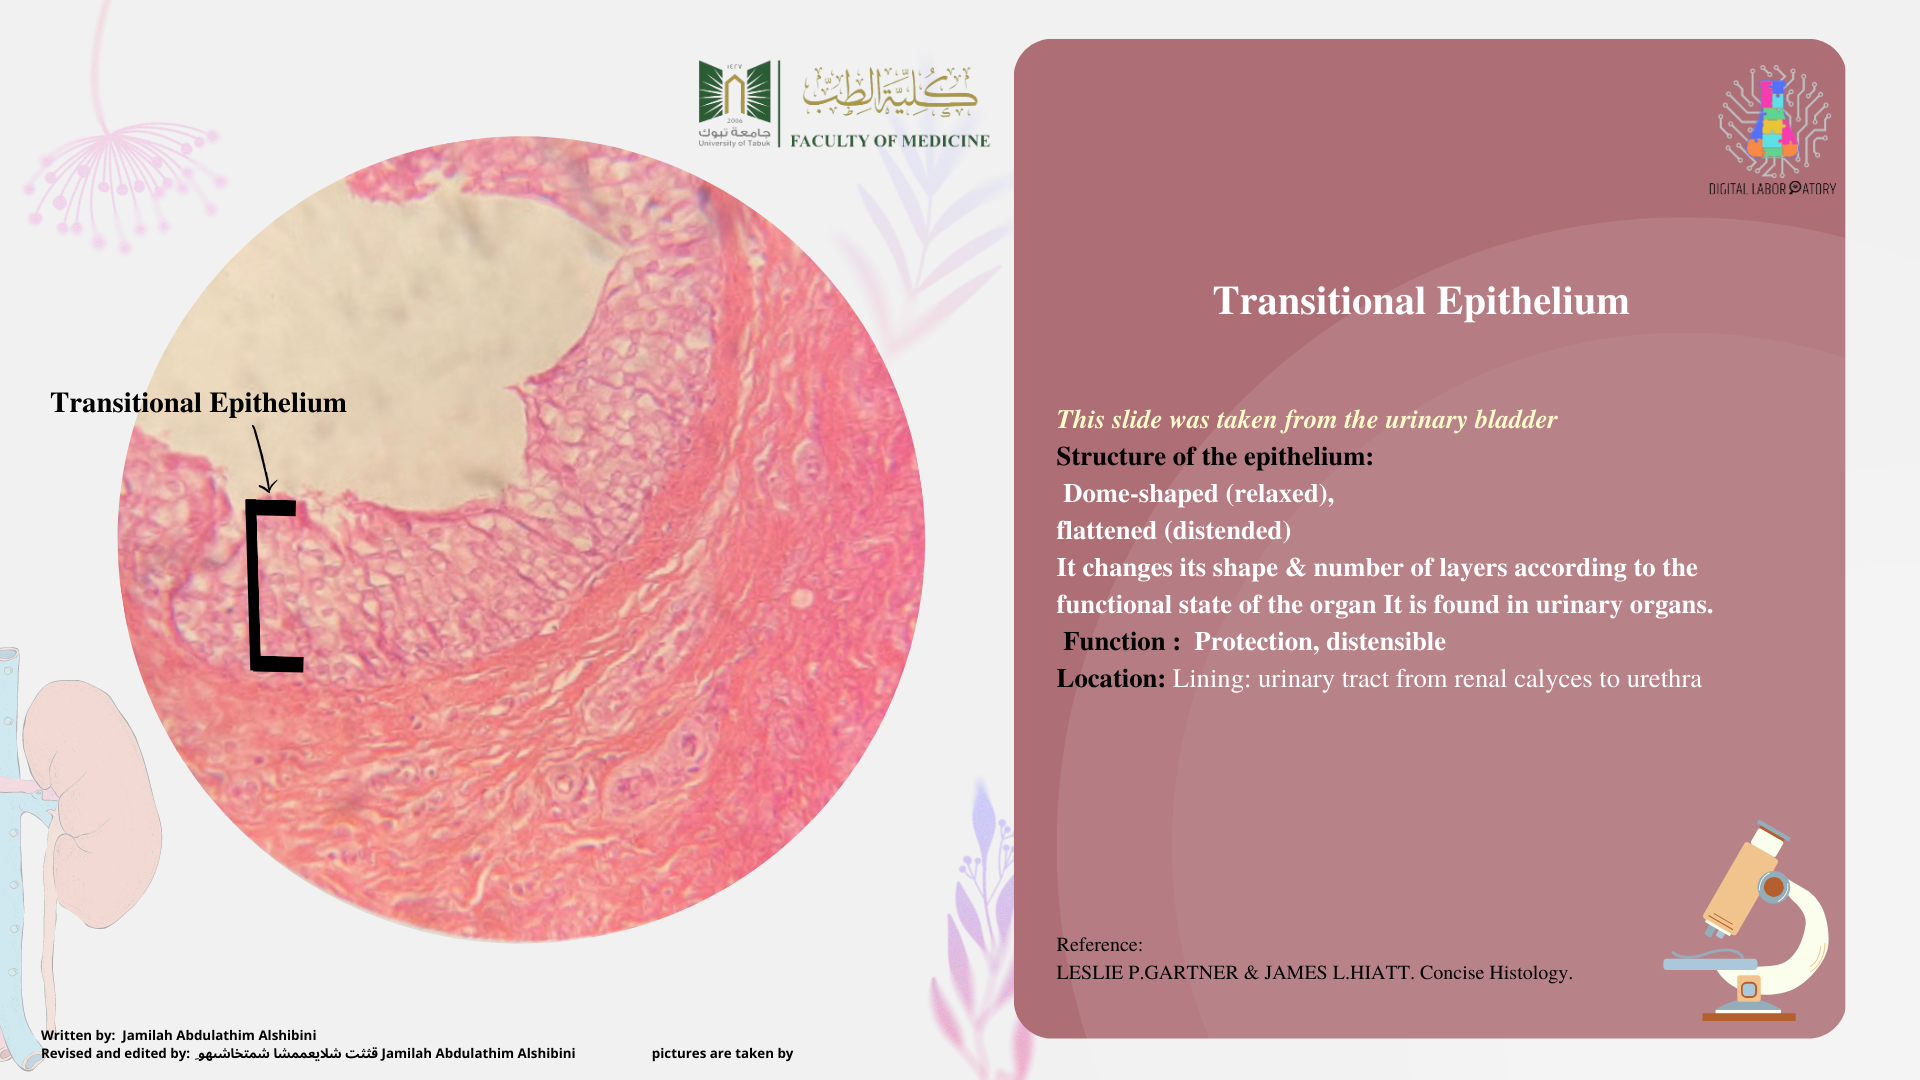 ١٤٢٧
2006
جامعة تبوك
University of Tabuk
كلية الطب
FACULTY OF MEDICINE
DIGITAL LABORATORY
Transitional Epithelium
Transitional Epithelium
This slide was taken from the urinary bladder
Structure of the epithelium:
Dome-shaped (relaxed),
flattened (distended)
It changes its shape & number of layers according to the
functional state of the organ It is found in urinary organs.
Function : Protection, distensible
Location: Lining: urinary tract from renal calyces to urethra
Reference:
LESLIE P.GARTNER & JAMES L.HIATT. Concise Histology.
Written by: Jamilah Abdulathim Alshibini
Revised and edited by: قثثت شلايعممشا شمتخاشىهو Jamilah Abdulathim Alshibini pictures are taken by